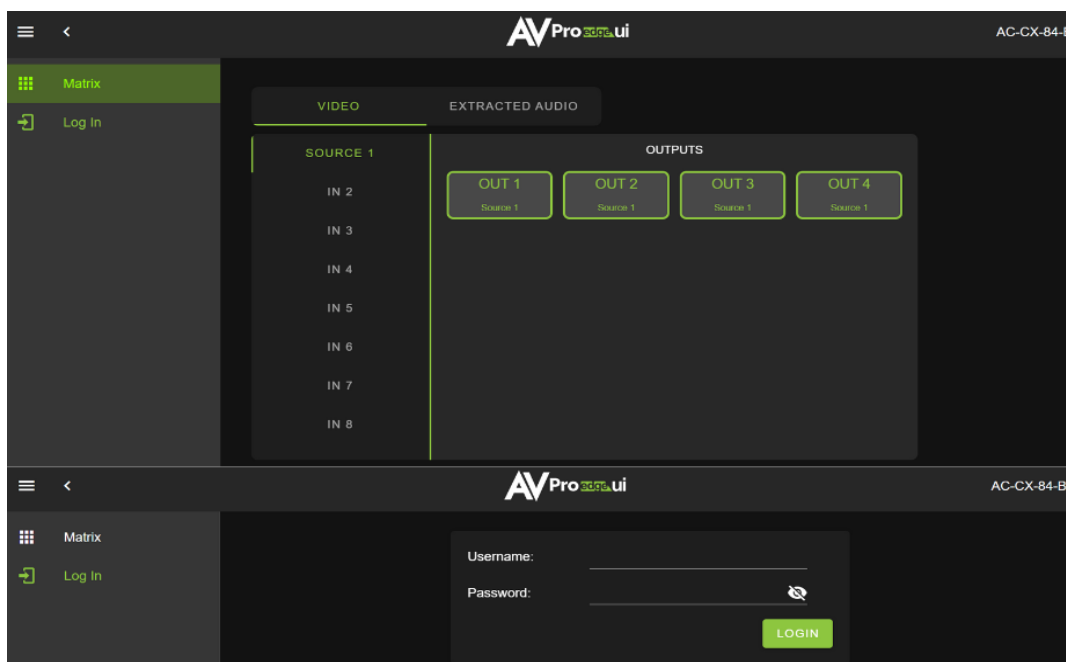 AVPro edge.ui AC-CX-84-B
Matrix
VIDEO EXTRACTED AUDIO
Log In
SOURCE 1 OUTPUTS
OUT 1 OUT 2 OUT 3 OUT 4
IN 2
Source 1 Source 1 Source 1 Source 1
IN 3
IN 4
IN 5
IN 6
IN 7
IN 8
AVPro edge.ui AC-CX-84-B
Matrix
Log In
Username:
Password:
LOGIN